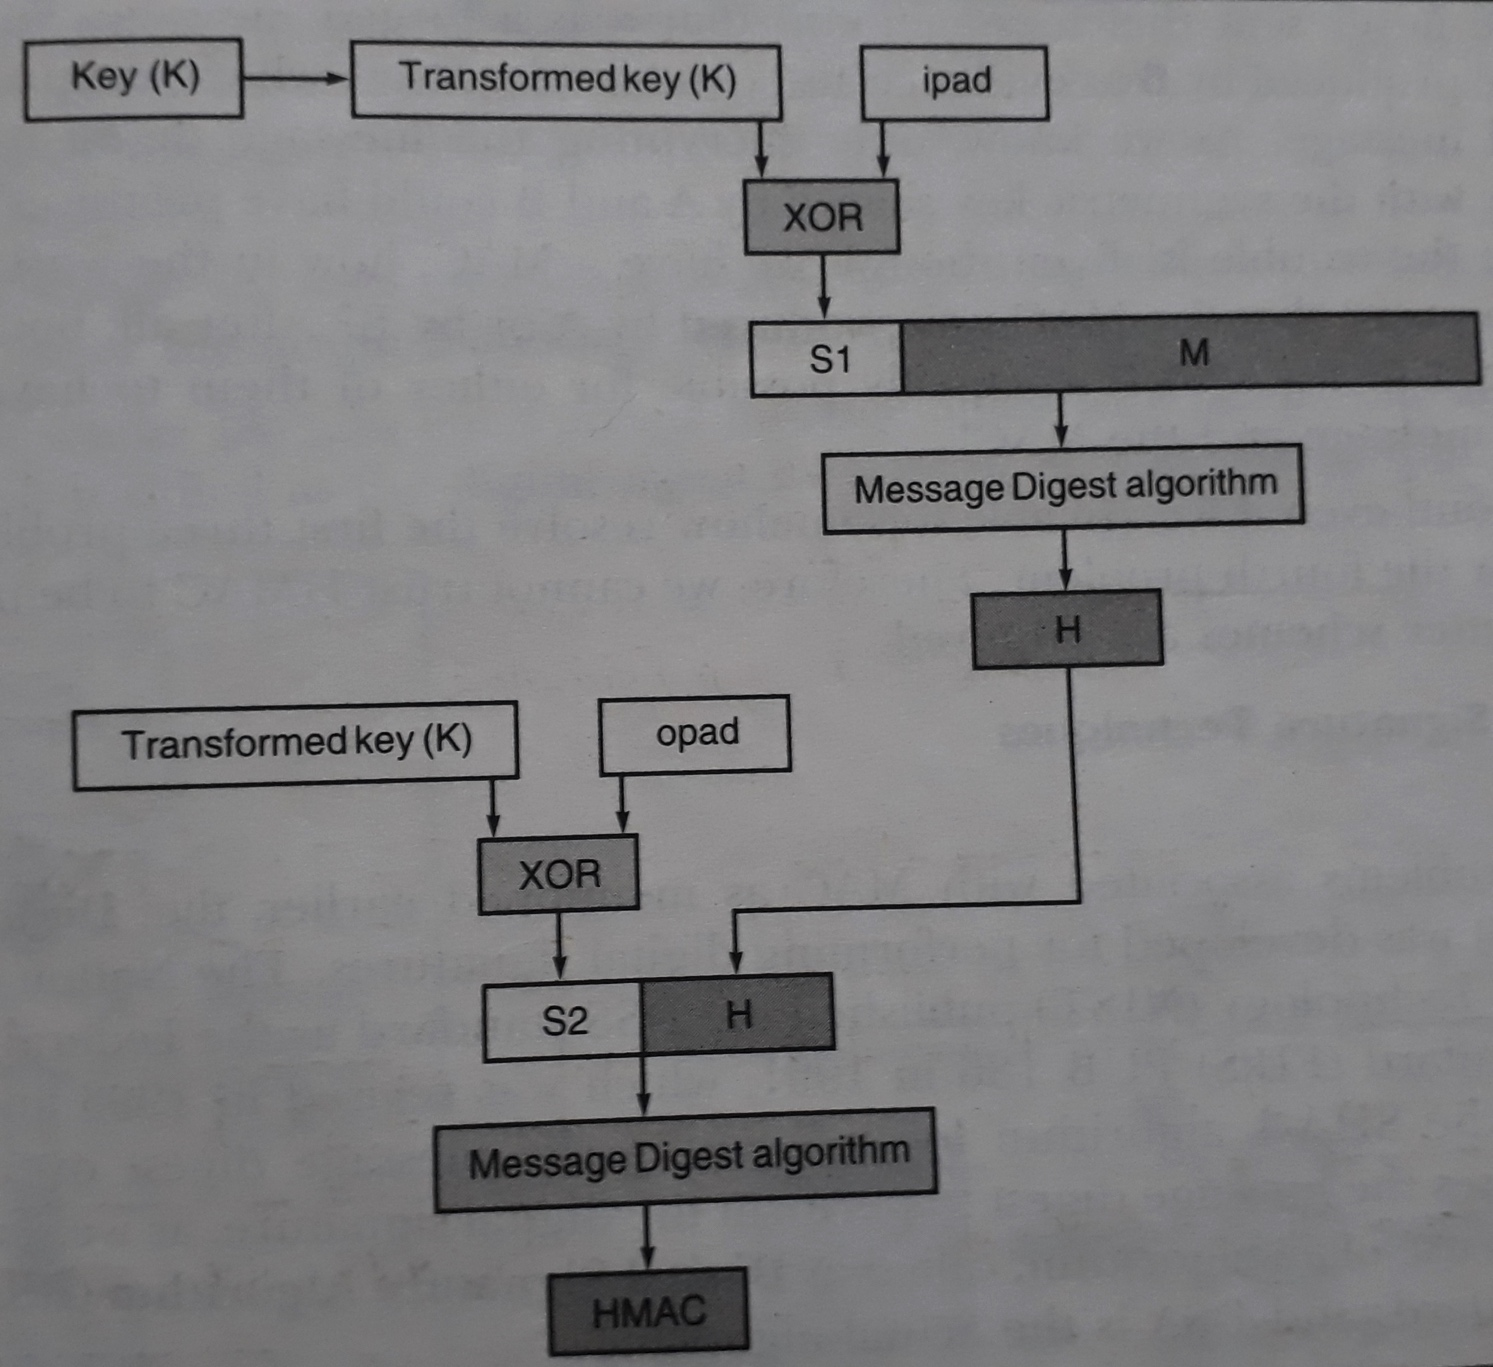 Key (K)
Transformed key (K)
ipad
XOR
S1
M
Message Digest algorithm
H
Transformed key (K)
opad
XOR
S2
H
Message Digest algorithm
HMAC